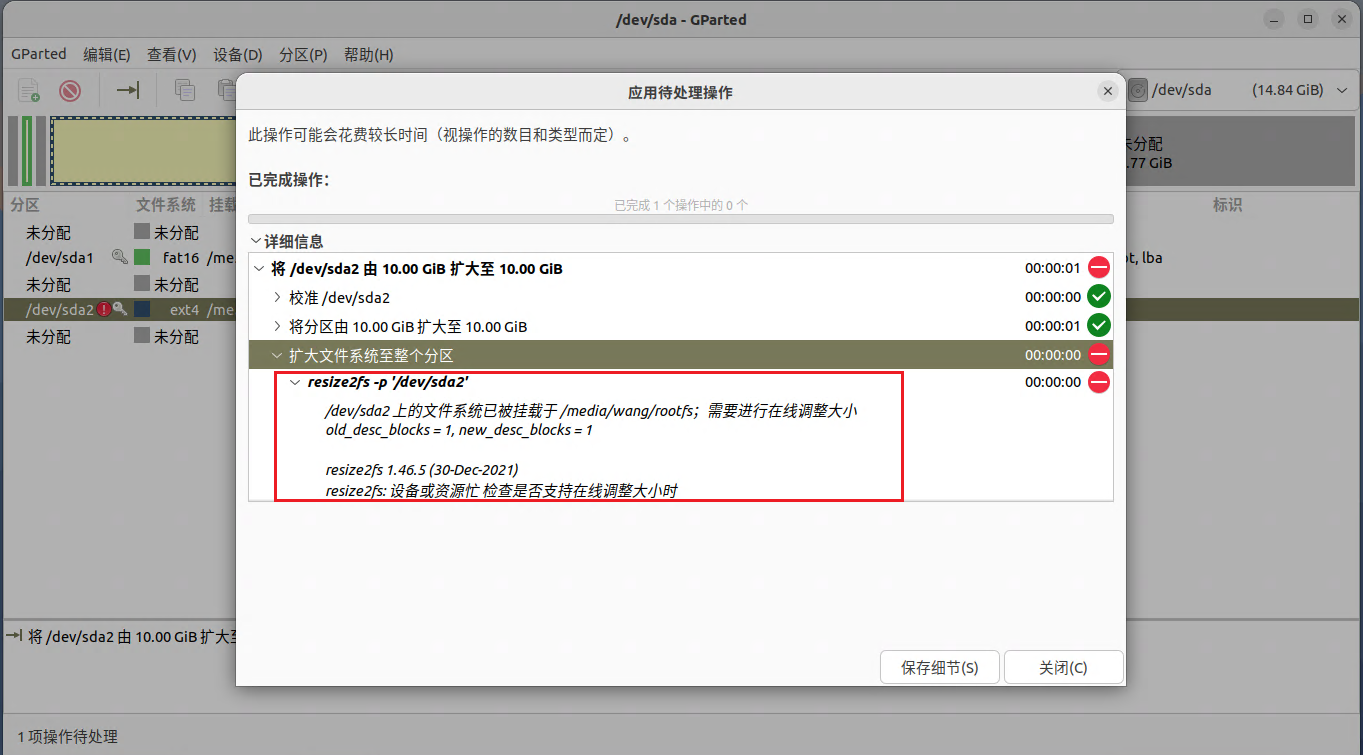 /dev/sda - GParted
GParted 编辑(E) 查看(V) 设备(D) 分区(P) 帮助(H)
/dev/sda (14.84 GiB)
应用待处理操作
此操作可能会花费较长时间（视操作的数目和类型而定）。
已完成操作：
已完成 1 个操作中的 0 个
详细信息
将 /dev/sda2 由 10.00 GiB 扩大至 10.00 GiB 00:00:01
校准 /dev/sda2 00:00:00
将分区由 10.00 GiB 扩大至 10.00 GiB 00:00:01
扩大文件系统至整个分区 00:00:00
resize2fs -p '/dev/sda2' 00:00:00
/dev/sda2 上的文件系统已被挂载于 /media/wang/rootfs；需要进行在线调整大小
old_desc_blocks = 1, new_desc_blocks = 1
resize2fs 1.46.5 (30-Dec-2021)
resize2fs: 设备或资源忙 检查是否支持在线调整大小时
保存细节(S) 关闭(C)
未分配
.77 GiB
分区 文件系统 挂载 标识
未分配 未分配
/dev/sda1 fat16 /me ot, lba
未分配 未分配
/dev/sda2 ext4 /me
未分配 未分配
将 /dev/sda2 由 10.00 GiB 扩大至
1 项操作待处理